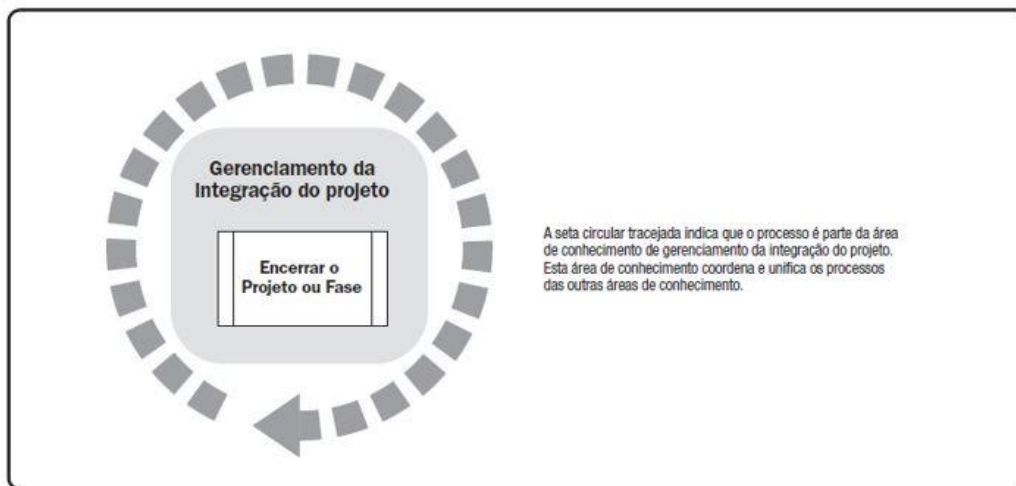 Gerenciamento da
Integração do projeto
Encerrar o
Projeto ou Fase
A seta circular tracejada indica que o processo é parte da área
de conhecimento de gerenciamento da integração do projeto.
Esta área de conhecimento coordena e unifica os processos
das outras áreas de conhecimento.